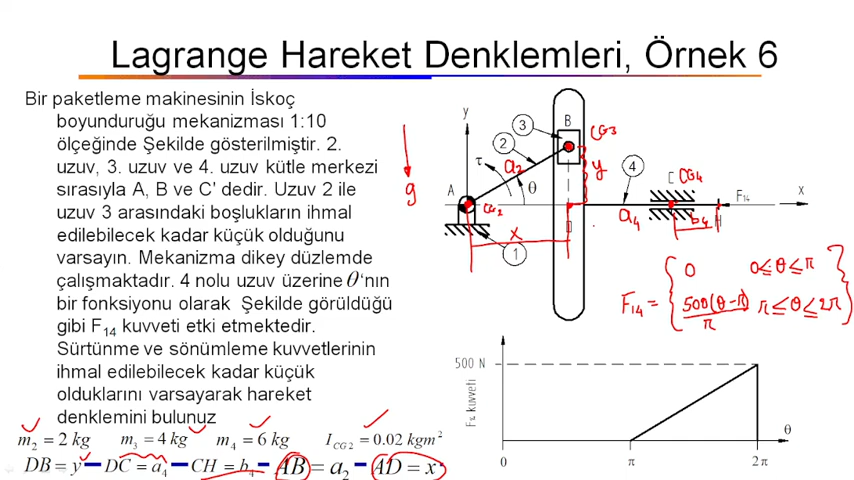 Lagrange Hareket Denklemleri, Örnek 6
Bir paketleme makinesinin İskoç
boyunduruğu mekanizması 1:10
ölçeğinde Şekilde gösterilmiştir. 2.
uzuv, 3. uzuv ve 4. uzuv kütle merkezi
sırasıyla A, B ve C' dedir. Uzuv 2 ile
uzuv 3 arasındaki boşlukların ihmal
edilebilecek kadar küçük olduğunu
varsayın. Mekanizma dikey düzlemde
çalışmaktadır. 4 nolu uzuv üzerine θ'nın
bir fonksiyonu olarak Şekilde görüldüğü
gibi F14 kuvveti etki etmektedir.
Sürtünme ve sönümleme kuvvetlerinin
ihmal edilebilecek kadar küçük
olduklarını varsayarak hareket
denklemini bulunuz
m2 = 2 kg m3 = 4 kg m4 = 6 kg ICG2 = 0.02 kgm²
DB = y DC = a4 CH = b4 AB = a2 AD = x
g
y
3
B
CG3
2
a2
τ
θ
y
4
C CG4
A
CG2
F14
x
D
a4
b4
H
x
1
F14 = { 0 0≤θ≤π
500(θ-π)/π π≤θ≤2π }
500 N
F14 kuvveti
θ
0 π 2π